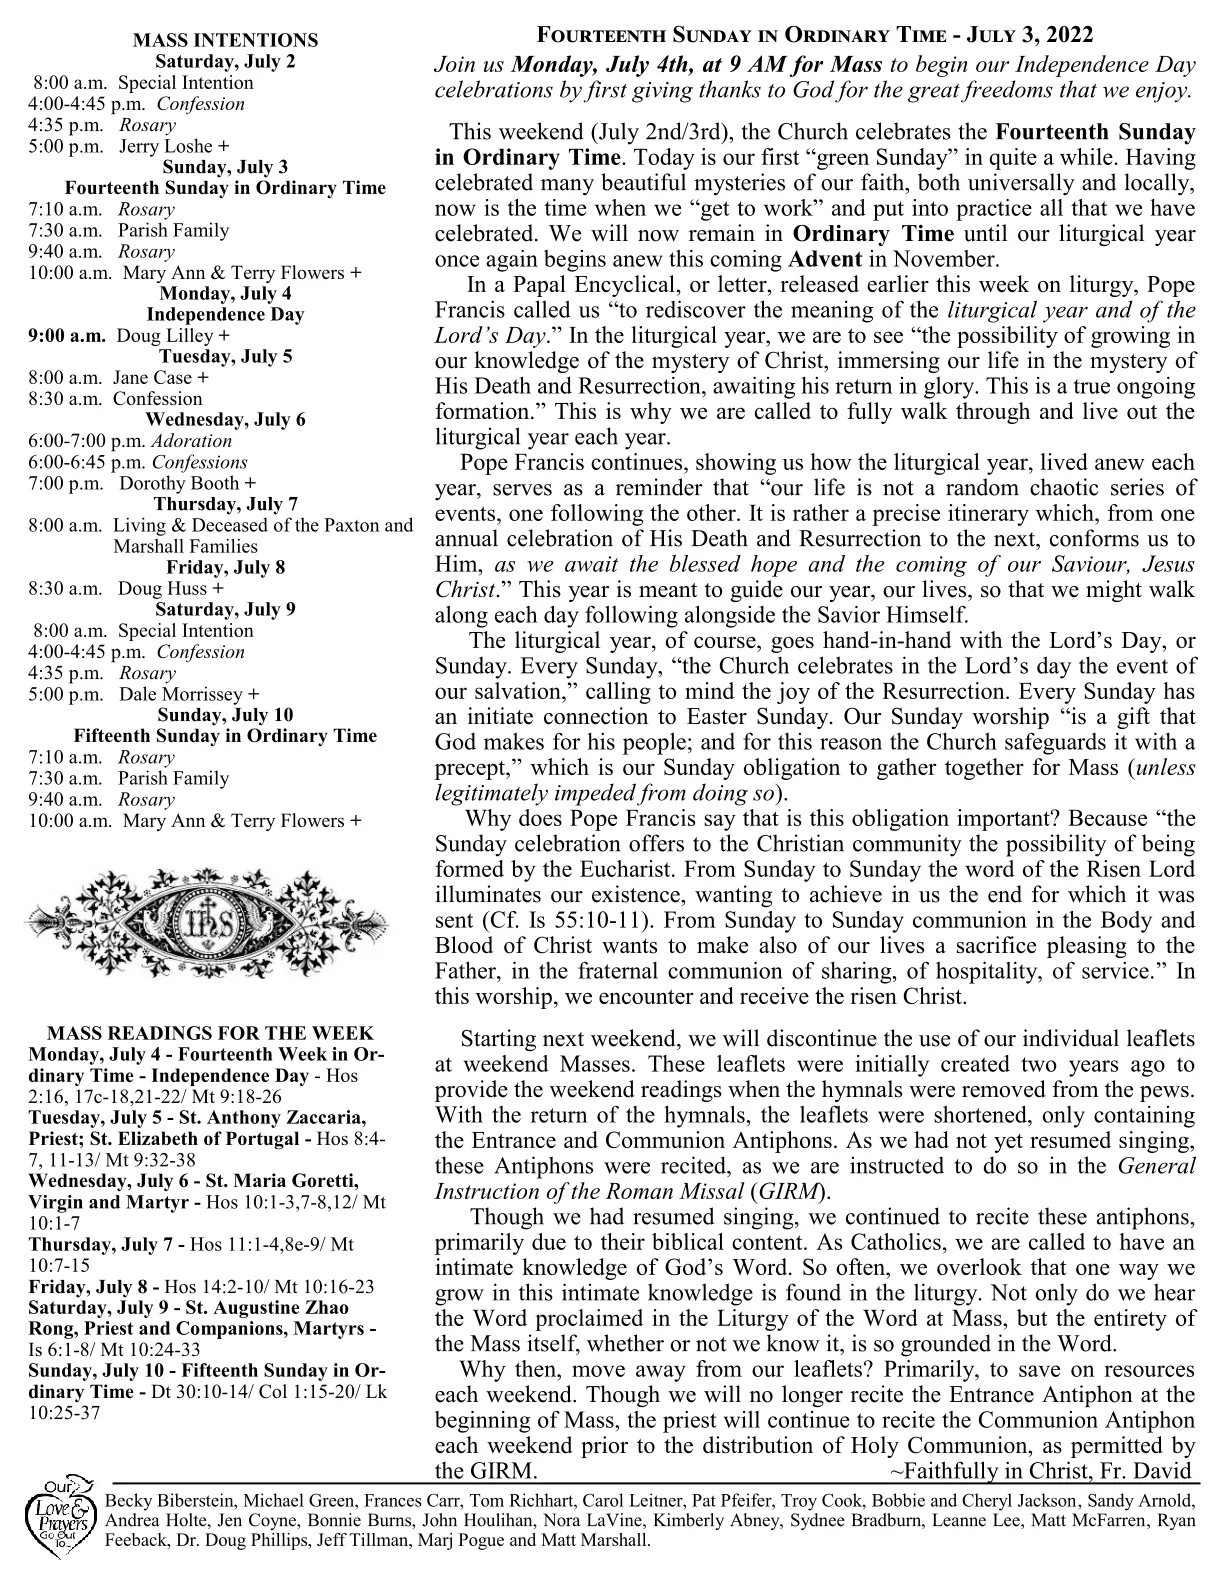 MASS INTENTIONS
Saturday, July 2
8:00 a.m. Special Intention
4:00-4:45 p.m. Confession
4:35 p.m. Rosary
5:00 p.m. Jerry Loshe +
Sunday, July 3
Fourteenth Sunday in Ordinary Time
7:10 a.m. Rosary
7:30 a.m. Parish Family
9:40 a.m. Rosary
10:00 a.m. Mary Ann & Terry Flowers +
Monday, July 4
Independence Day
9:00 a.m. Doug Lilley +
Tuesday, July 5
8:00 a.m. Jane Case +
8:30 a.m. Confession
Wednesday, July 6
6:00-7:00 p.m. Adoration
6:00-6:45 p.m. Confessions
7:00 p.m. Dorothy Booth +
Thursday, July 7
8:00 a.m. Living & Deceased of the Paxton and
Marshall Families
Friday, July 8
8:30 a.m. Doug Huss +
Saturday, July 9
8:00 a.m. Special Intention
4:00-4:45 p.m. Confession
4:35 p.m. Rosary
5:00 p.m. Dale Morrissey +
Sunday, July 10
Fifteenth Sunday in Ordinary Time
7:10 a.m. Rosary
7:30 a.m. Parish Family
9:40 a.m. Rosary
10:00 a.m. Mary Ann & Terry Flowers +
IHS
MASS READINGS FOR THE WEEK
Monday, July 4 - Fourteenth Week in Or-
dinary Time - Independence Day - Hos
2:16, 17c-18,21-22/ Mt 9:18-26
Tuesday, July 5 - St. Anthony Zaccaria,
Priest; St. Elizabeth of Portugal - Hos 8:4-
7, 11-13/ Mt 9:32-38
Wednesday, July 6 - St. Maria Goretti,
Virgin and Martyr - Hos 10:1-3,7-8,12/ Mt
10:1-7
Thursday, July 7 - Hos 11:1-4,8e-9/ Mt
10:7-15
Friday, July 8 - Hos 14:2-10/ Mt 10:16-23
Saturday, July 9 - St. Augustine Zhao
Rong, Priest and Companions, Martyrs -
Is 6:1-8/ Mt 10:24-33
Sunday, July 10 - Fifteenth Sunday in Or-
dinary Time - Dt 30:10-14/ Col 1:15-20/ Lk
10:25-37
FOURTEENTH SUNDAY IN ORDINARY TIME - JULY 3, 2022
Join us Monday, July 4th, at 9 AM for Mass to begin our Independence Day
celebrations by first giving thanks to God for the great freedoms that we enjoy.
This weekend (July 2nd/3rd), the Church celebrates the Fourteenth Sunday
in Ordinary Time. Today is our first “green Sunday” in quite a while. Having
celebrated many beautiful mysteries of our faith, both universally and locally,
now is the time when we “get to work” and put into practice all that we have
celebrated. We will now remain in Ordinary Time until our liturgical year
once again begins anew this coming Advent in November.
In a Papal Encyclical, or letter, released earlier this week on liturgy, Pope
Francis called us “to rediscover the meaning of the liturgical year and of the
Lord’s Day.” In the liturgical year, we are to see “the possibility of growing in
our knowledge of the mystery of Christ, immersing our life in the mystery of
His Death and Resurrection, awaiting his return in glory. This is a true ongoing
formation.” This is why we are called to fully walk through and live out the
liturgical year each year.
Pope Francis continues, showing us how the liturgical year, lived anew each
year, serves as a reminder that “our life is not a random chaotic series of
events, one following the other. It is rather a precise itinerary which, from one
annual celebration of His Death and Resurrection to the next, conforms us to
Him, as we await the blessed hope and the coming of our Saviour, Jesus
Christ.” This year is meant to guide our year, our lives, so that we might walk
along each day following alongside the Savior Himself.
The liturgical year, of course, goes hand-in-hand with the Lord’s Day, or
Sunday. Every Sunday, “the Church celebrates in the Lord’s day the event of
our salvation,” calling to mind the joy of the Resurrection. Every Sunday has
an initiate connection to Easter Sunday. Our Sunday worship “is a gift that
God makes for his people; and for this reason the Church safeguards it with a
precept,” which is our Sunday obligation to gather together for Mass (unless
legitimately impeded from doing so).
Why does Pope Francis say that is this obligation important? Because “the
Sunday celebration offers to the Christian community the possibility of being
formed by the Eucharist. From Sunday to Sunday the word of the Risen Lord
illuminates our existence, wanting to achieve in us the end for which it was
sent (Cf. Is 55:10-11). From Sunday to Sunday communion in the Body and
Blood of Christ wants to make also of our lives a sacrifice pleasing to the
Father, in the fraternal communion of sharing, of hospitality, of service.” In
this worship, we encounter and receive the risen Christ.
Starting next weekend, we will discontinue the use of our individual leaflets
at weekend Masses. These leaflets were initially created two years ago to
provide the weekend readings when the hymnals were removed from the pews.
With the return of the hymnals, the leaflets were shortened, only containing
the Entrance and Communion Antiphons. As we had not yet resumed singing,
these Antiphons were recited, as we are instructed to do so in the General
Instruction of the Roman Missal (GIRM).
Though we had resumed singing, we continued to recite these antiphons,
primarily due to their biblical content. As Catholics, we are called to have an
intimate knowledge of God’s Word. So often, we overlook that one way we
grow in this intimate knowledge is found in the liturgy. Not only do we hear
the Word proclaimed in the Liturgy of the Word at Mass, but the entirety of
the Mass itself, whether or not we know it, is so grounded in the Word.
Why then, move away from our leaflets? Primarily, to save on resources
each weekend. Though we will no longer recite the Entrance Antiphon at the
beginning of Mass, the priest will continue to recite the Communion Antiphon
each weekend prior to the distribution of Holy Communion, as permitted by
the GIRM. ~Faithfully in Christ, Fr. David
Our
Love &
Prayers
Go Out
To...
Becky Biberstein, Michael Green, Frances Carr, Tom Richhart, Carol Leitner, Pat Pfeifer, Troy Cook, Bobbie and Cheryl Jackson, Sandy Arnold,
Andrea Holte, Jen Coyne, Bonnie Burns, John Houlihan, Nora LaVine, Kimberly Abney, Sydnee Bradburn, Leanne Lee, Matt McFarren, Ryan
Feeback, Dr. Doug Phillips, Jeff Tillman, Marj Pogue and Matt Marshall.